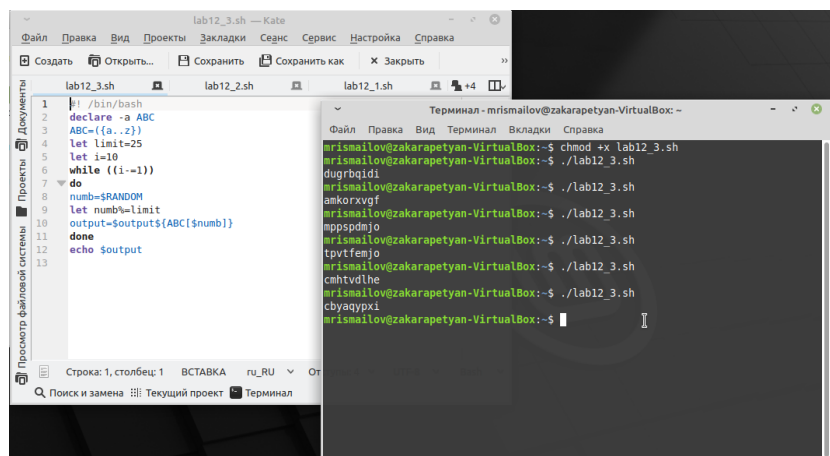 lab12_3.sh — Kate
Файл Правка Вид Проекты Закладки Сеанс Сервис Настройка Справка
Создать Открыть... Сохранить Сохранить как Закрыть »
lab12_3.sh lab12_2.sh lab12_1.sh +4
Документы
Проекты
Просмотр файловой системы
1 #! /bin/bash
2 declare -a ABC
3 ABC=({a..z})
4 let limit=25
5 let i=10
6 while ((i-=1))
7 do
8 numb=$RANDOM
9 let numb%=limit
10 output=$output${ABC[$numb]}
11 done
12 echo $output
13
Строка: 1, столбец: 1 ВСТАВКА ru_RU
Поиск и замена Текущий проект Терминал
Терминал - mrismailov@zakarapetyan-VirtualBox: ~
Файл Правка Вид Терминал Вкладки Справка
mrismailov@zakarapetyan-VirtualBox:~$ chmod +x lab12_3.sh
mrismailov@zakarapetyan-VirtualBox:~$ ./lab12_3.sh
dugrbqidi
mrismailov@zakarapetyan-VirtualBox:~$ ./lab12_3.sh
amkorxvgf
mrismailov@zakarapetyan-VirtualBox:~$ ./lab12_3.sh
mppspdmjo
mrismailov@zakarapetyan-VirtualBox:~$ ./lab12_3.sh
tpvtfemjo
mrismailov@zakarapetyan-VirtualBox:~$ ./lab12_3.sh
cmhtvdlhe
mrismailov@zakarapetyan-VirtualBox:~$ ./lab12_3.sh
cbyaqypxi
mrismailov@zakarapetyan-VirtualBox:~$